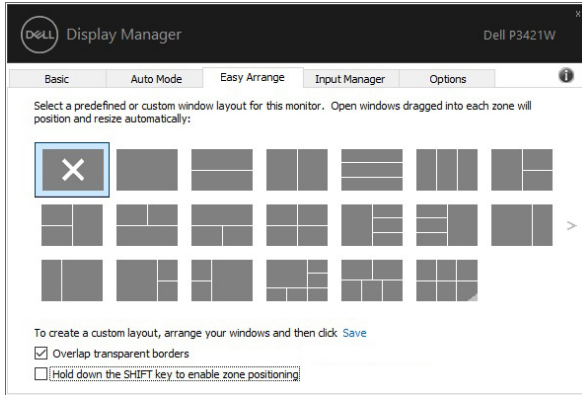 DELL Display Manager Dell P3421W
Basic Auto Mode Easy Arrange Input Manager Options
Select a predefined or custom window layout for this monitor. Open windows dragged into each zone will
position and resize automatically:
To create a custom layout, arrange your windows and then click Save
Overlap transparent borders
Hold down the SHIFT key to enable zone positioning